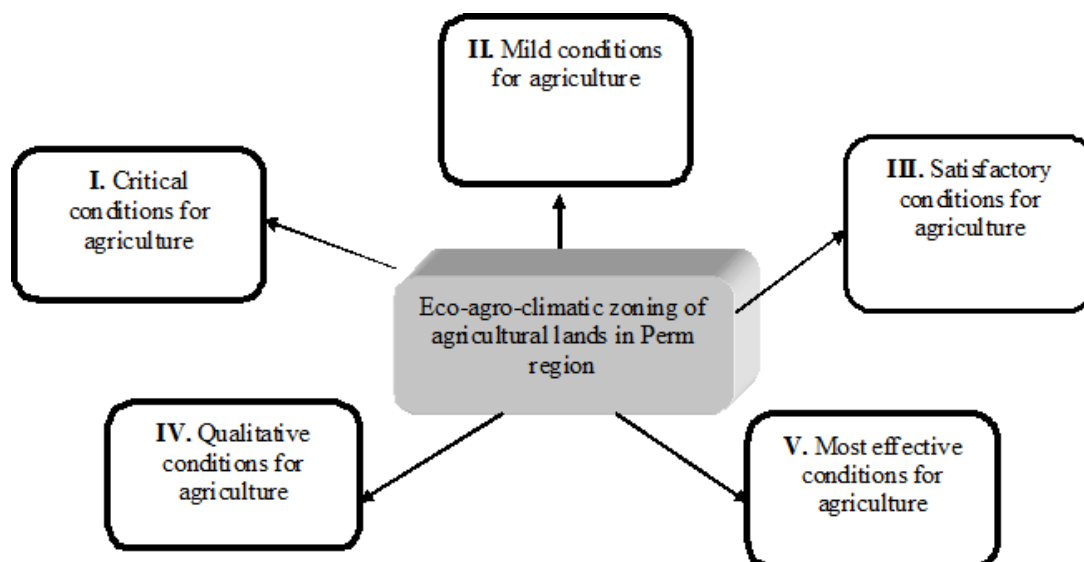 II. Mild conditions
for agriculture
I. Critical
conditions for
agriculture
III. Satisfactory
conditions for
agriculture
Eco-agro-climatic zoning of
agricultural lands in Perm
region
IV. Qualitative
conditions for
agriculture
V. Most effective
conditions for
agriculture